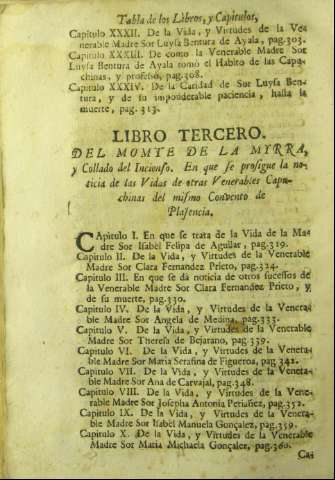 Tabla de los Libros, y Capitulos,
Capitulo XXXII. De la Vida, y Virtudes de la Ve-
nerable Madre Sor Luysa Bentura de Ayala, pag.303.
Capitulo XXXIII. De como la Venerable Madre Sor
Luysa Bentura de Ayala tomò el Habito de las Capu-
chinas, y professò, pag.308.
Capitulo XXXIV. De la Caridad de Sor Luysa Ben-
tura, y de su imponderable paciencia, hasta la
muerte, pag. 313.
LIBRO TERCERO.
DEL MOMTE DE LA MYRRA,
y Collado del Incienso. En que se prosigue la no-
ticia de las Vidas de otras Venerables Capu-
chinas del mismo Convento de
Plasencia.
CApitulo I. En que se trata de la Vida de la Ma-
dre Sor Isabèl Felipa de Aguilar, pag.319.
Capitulo II. De la Vida, y Virtudes de la Venerable
Madre Sor Clara Fernandez Prieto, pag.324.
Capitulo III. En que se dà noticia de otros sucessos de
la Venerable Madre Sor Clara Fernandez Prieto, y
de su muerte, pag.330.
Capitulo IV. De la Vida, y Virtudes de la Venera-
ble Madre Sor Angela de Medina, pag.333.
Capitulo V. De la Vida, y Virtudes de la Venerable
Madre Sor Theresa de Bejarano, pag.339.
Capitulo VI. De la Vida, y Virtudes de la Venera-
ble Madre Sor Maria Serafina de Figueroa, pag.342.
Capitulo VII. De la Vida, y Virtudes de la Venera-
ble Madre Sor Ana de Carvajal, pag.348.
Capitulo VIII. De la Vida, y Virtudes de la Vene-
rable Madre Sor Josepha Antonia Periañez, pag.352.
Capitulo IX. De la Vida, y Virtudes de la Venera-
ble Madre Sor Isabèl Manuela Gonçalez, pag.359.
Capitulo X. De la Vida, y Virtudes de la Venerable
Madre Sor Maria Michaela Gonçalez, pag.360.
Ca-